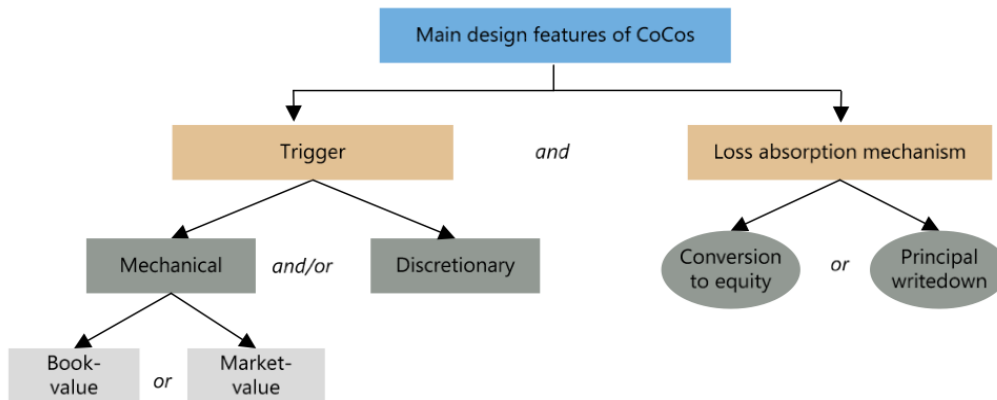 Main design features of CoCos
Trigger
and
Loss absorption mechanism
Mechanical
and/or
Discretionary
Conversion
to equity
or
Principal
writedown
Book-
value
or
Market-
value